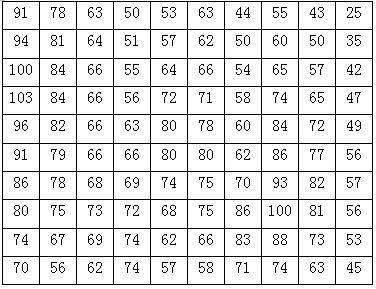 91 78 63 50 53 63 44 55 43 25
94 81 64 51 57 62 50 60 50 35
100 84 66 55 64 66 54 65 57 42
103 84 66 56 72 71 58 74 65 47
96 82 66 63 80 78 60 84 72 49
91 79 66 66 80 80 62 86 77 56
86 78 68 69 74 75 70 93 82 57
80 75 73 72 68 75 86 100 81 56
74 67 69 74 62 66 83 88 73 53
70 56 62 74 57 58 71 74 63 45